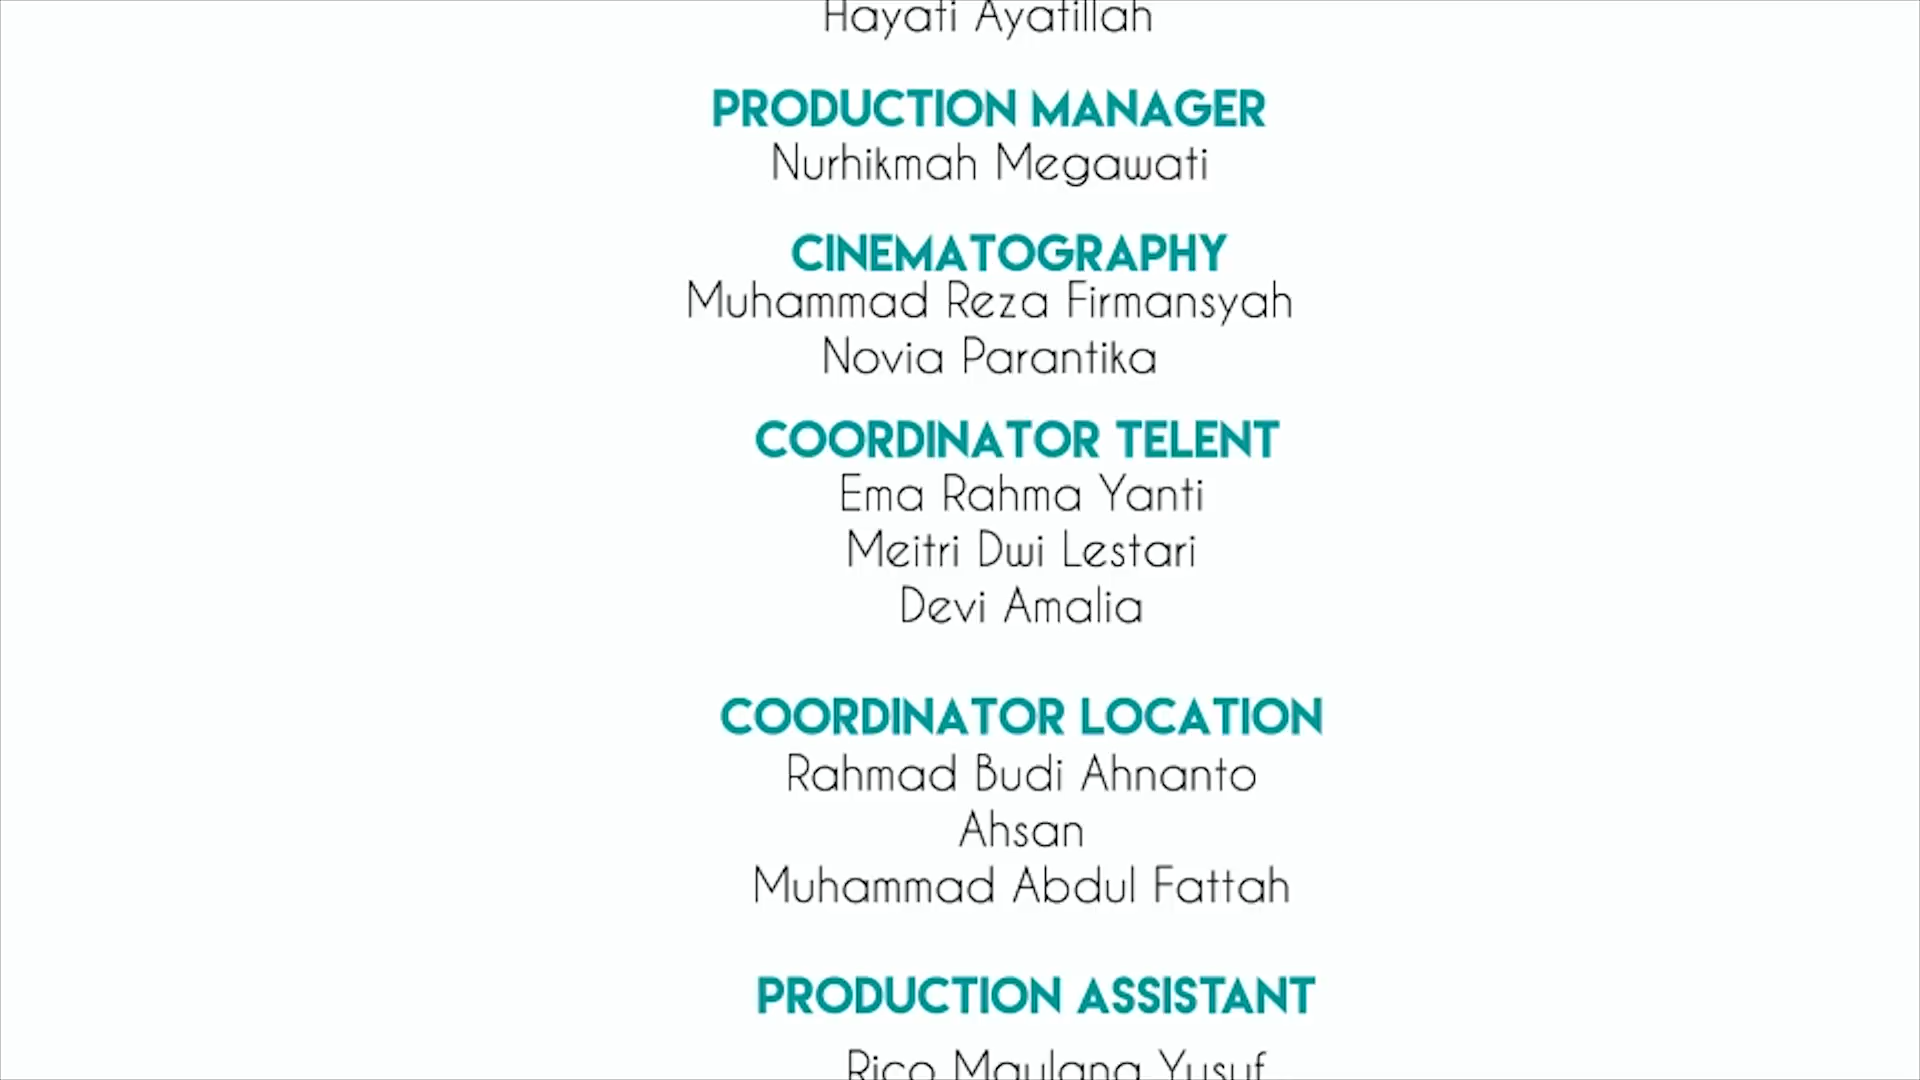 Hayati Ayatillah
PRODUCTION MANAGER
Nurhikmah Megawati
CINEMATOGRAPHY
Muhammad Reza Firmansyah
Novia Parantika
COORDINATOR TELENT
Ema Rahma Yanti
Meitri Dwi Lestari
Devi Amalia
COORDINATOR LOCATION
Rahmad Budi Ahnanto
Ahsan
Muhammad Abdul Fattah
PRODUCTION ASSISTANT
Rico Maulana Yusuf